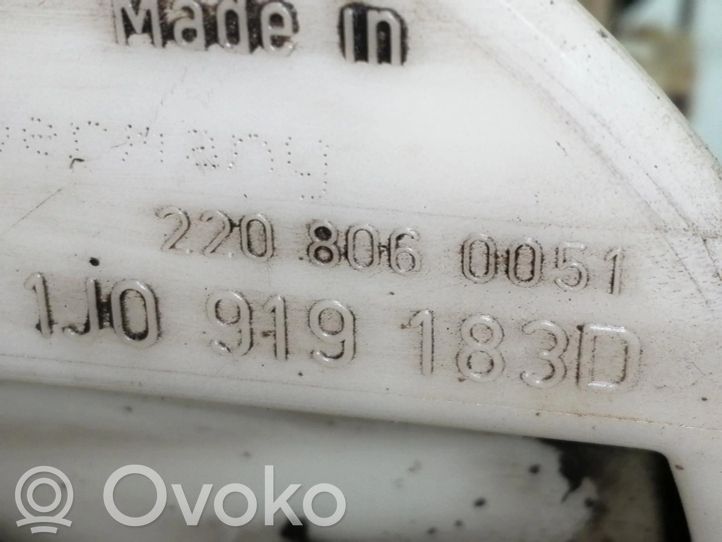 Made in
Germany
220 806 0051
1J0 919 183D
Ovoko